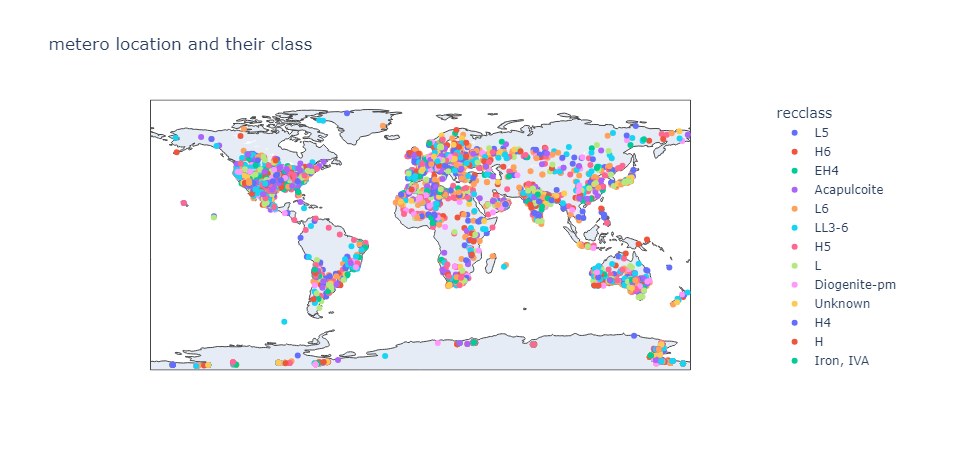 metero location and their class
recclass
L5
H6
EH4
Acapulcoite
L6
LL3-6
H5
L
Diogenite-pm
Unknown
H4
H
Iron, IVA